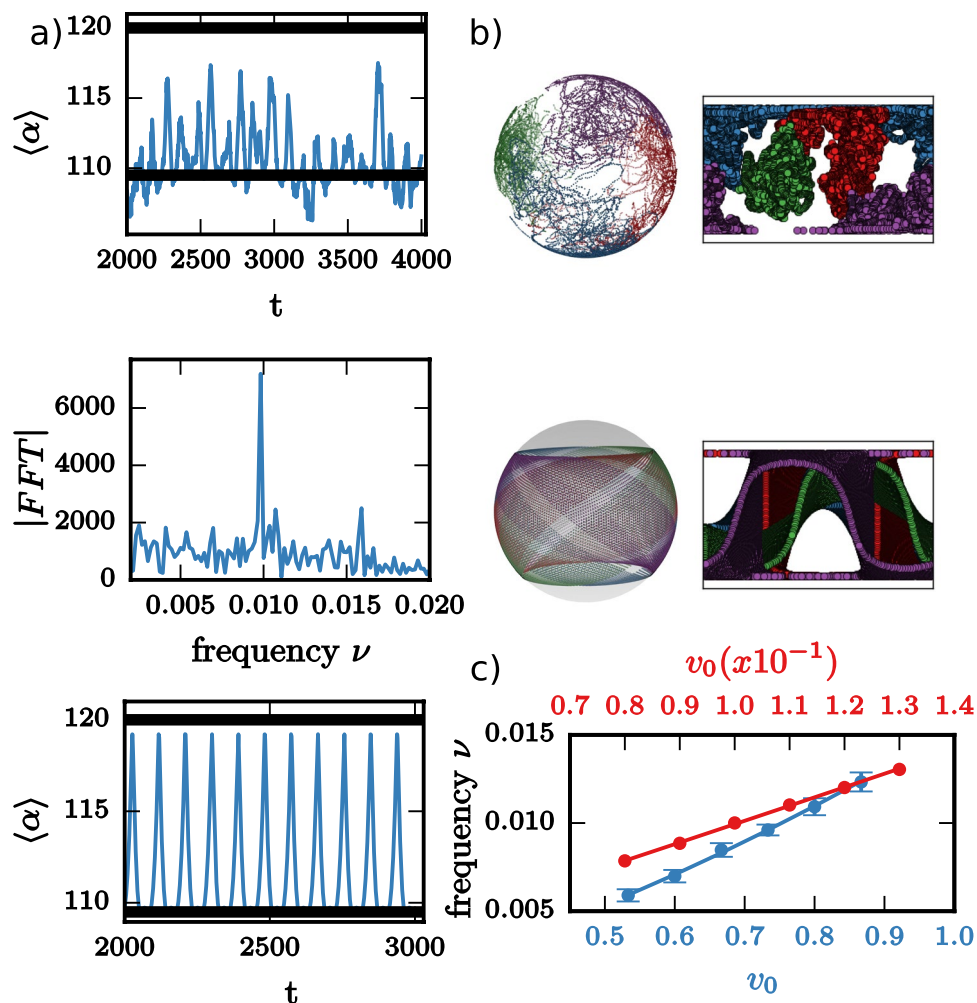 a)
120
115
110
⟨α⟩
2000 2500 3000 3500 4000
t
b)
6000
4000
2000
0
|FFT|
0.005 0.010 0.015 0.020
frequency ν
120
115
110
⟨α⟩
2000 2500 3000
t
c)
v₀(x10⁻¹)
0.7 0.8 0.9 1.0 1.1 1.2 1.3 1.4
0.015
0.010
0.005
frequency ν
0.5 0.6 0.7 0.8 0.9 1.0
v₀